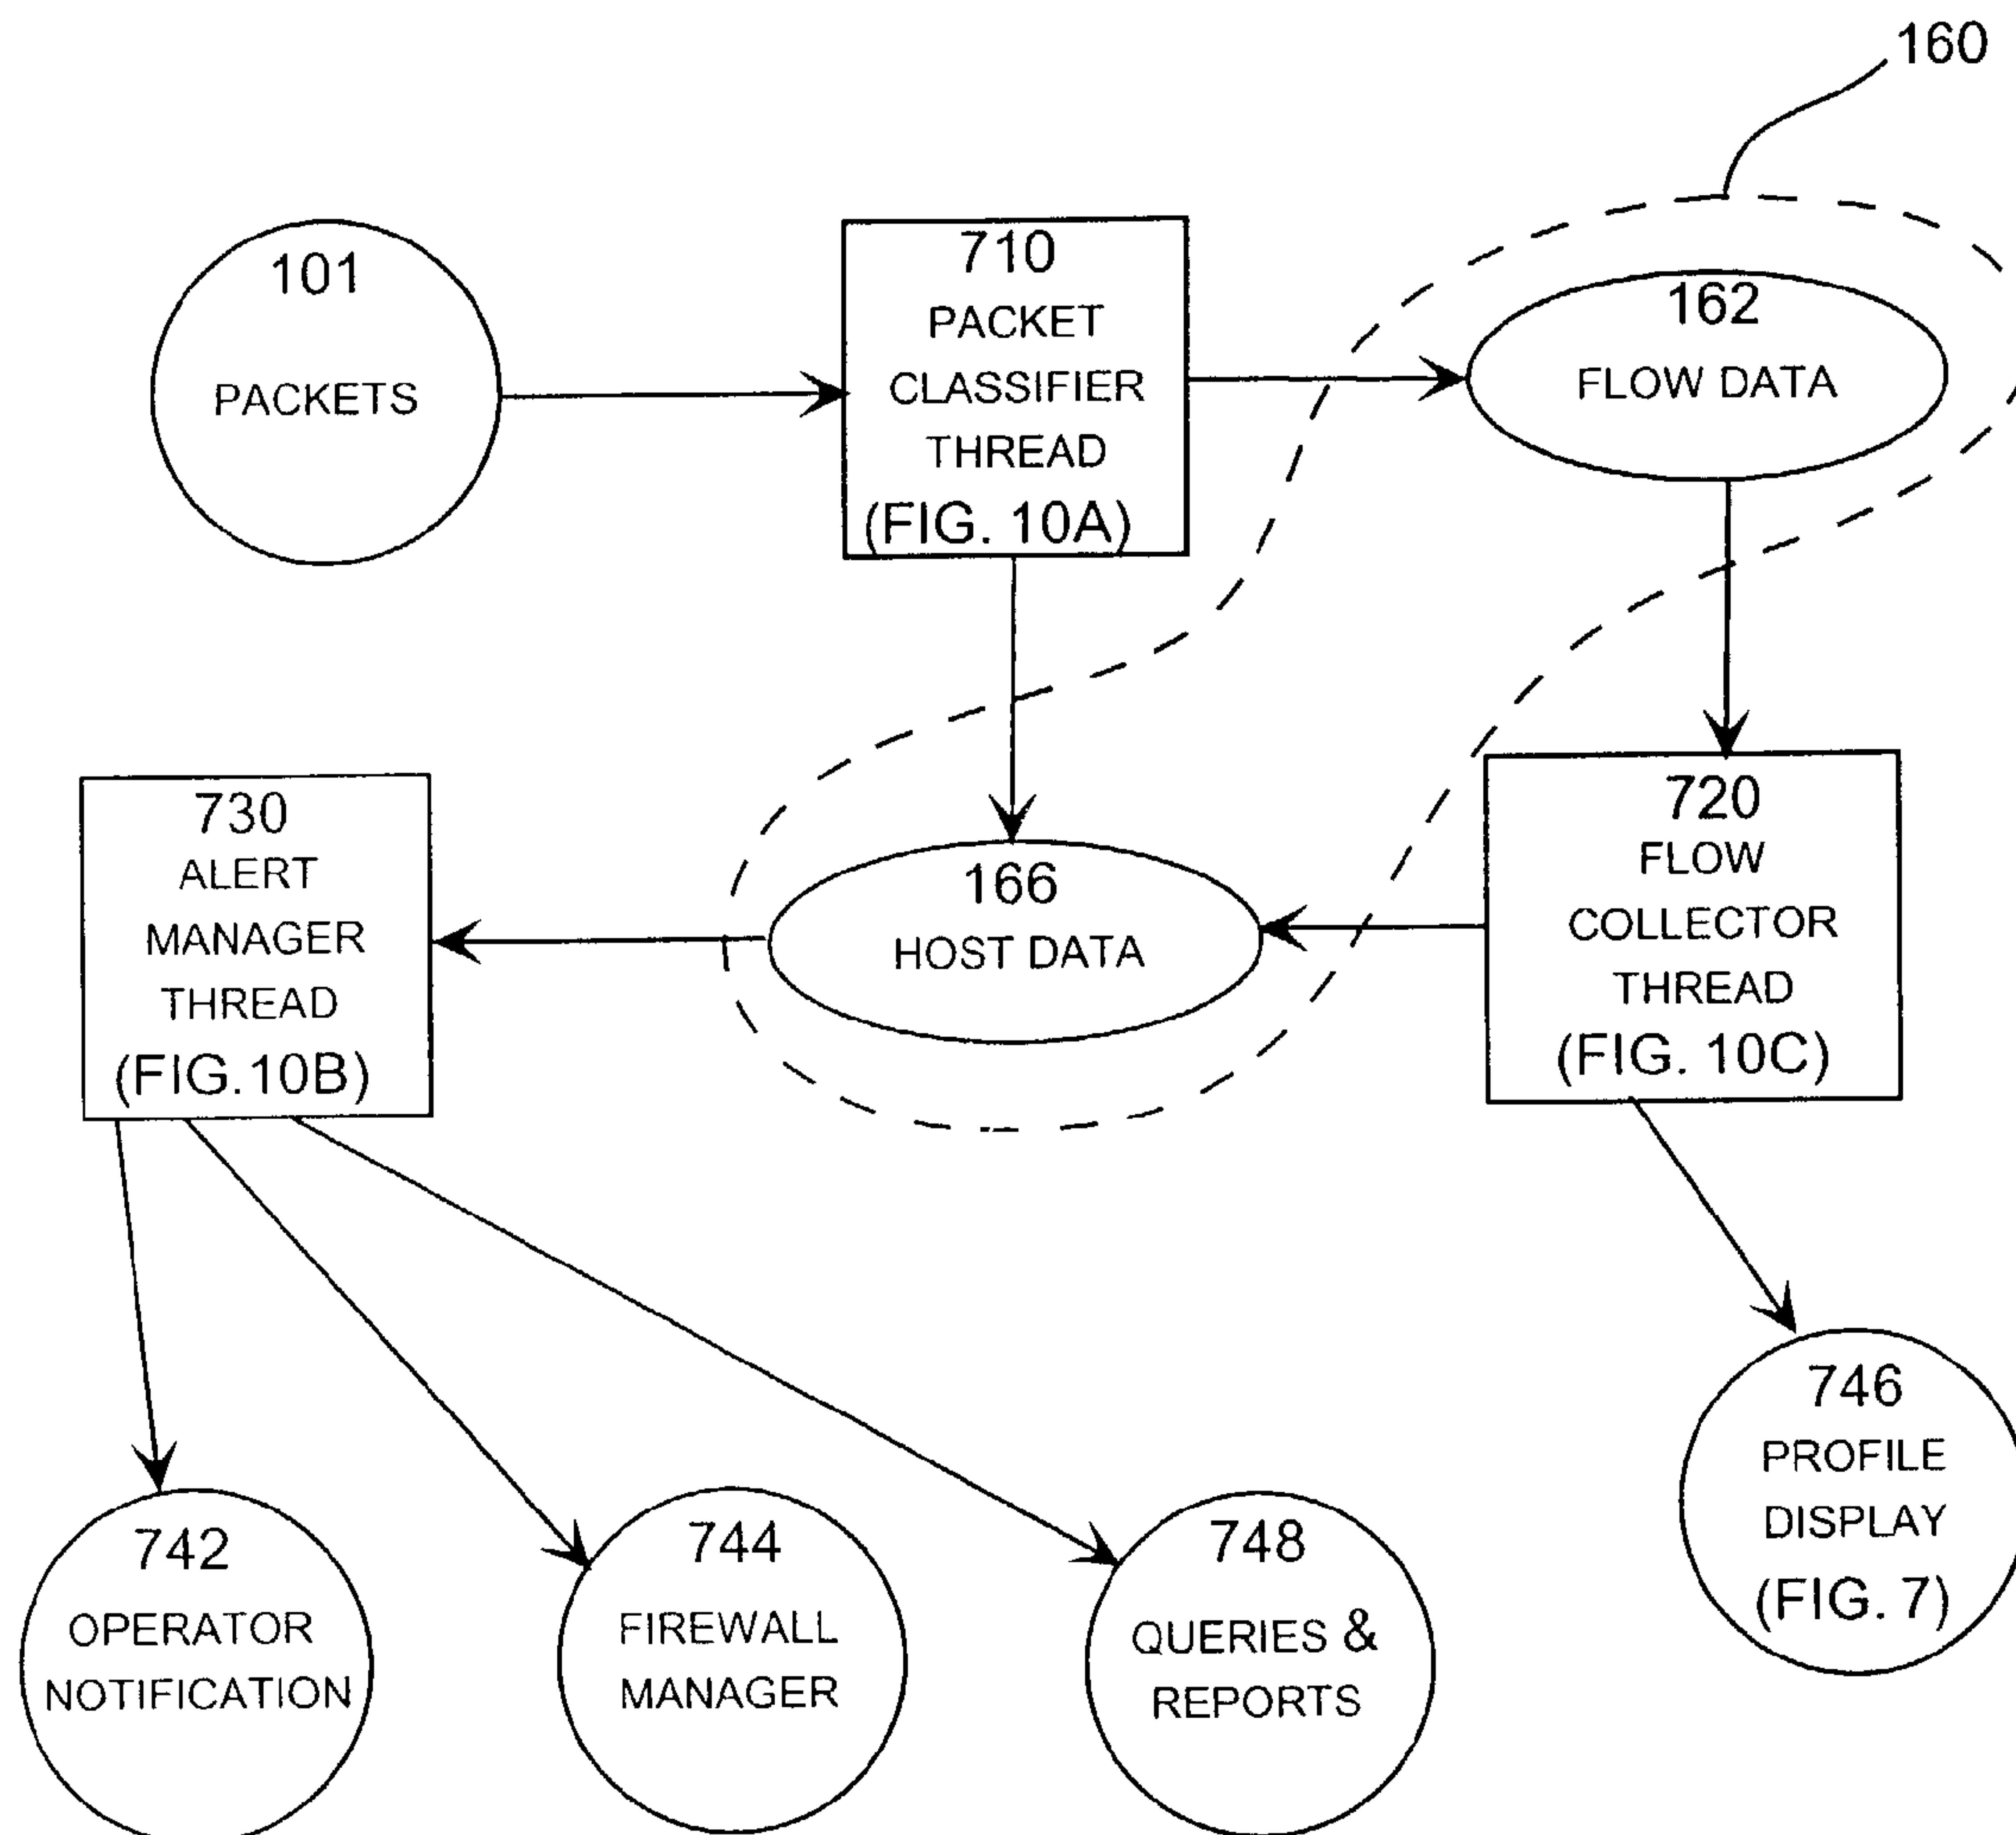 160
101
PACKETS
710
PACKET
CLASSIFIER
THREAD
(FIG. 10A)
162
FLOW DATA
730
ALERT
MANAGER
THREAD
(FIG.10B)
166
HOST DATA
720
FLOW
COLLECTOR
THREAD
(FIG. 10C)
742
OPERATOR
NOTIFICATION
744
FIREWALL
MANAGER
748
QUERIES &
REPORTS
746
PROFILE
DISPLAY
(FIG. 7)